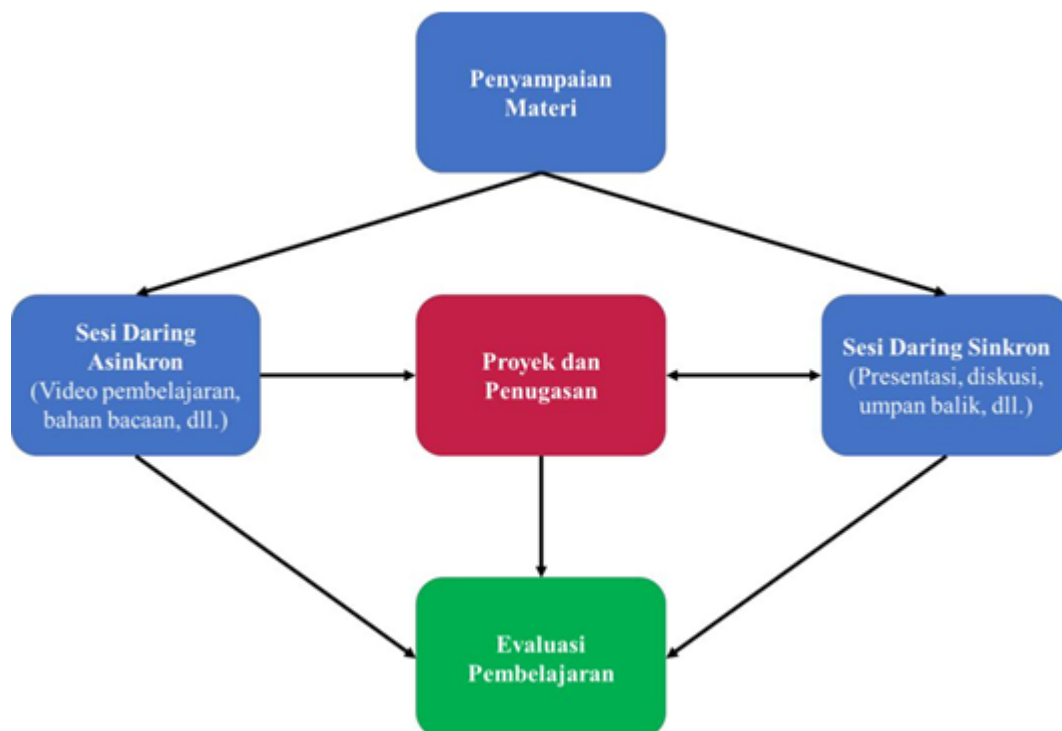 Penyampaian
Materi
Sesi Daring
Asinkron
(Video pembelajaran,
bahan bacaan, dll.)
Proyek dan
Penugasan
Sesi Daring Sinkron
(Presentasi, diskusi,
umpan balik, dll.)
Evaluasi
Pembelajaran